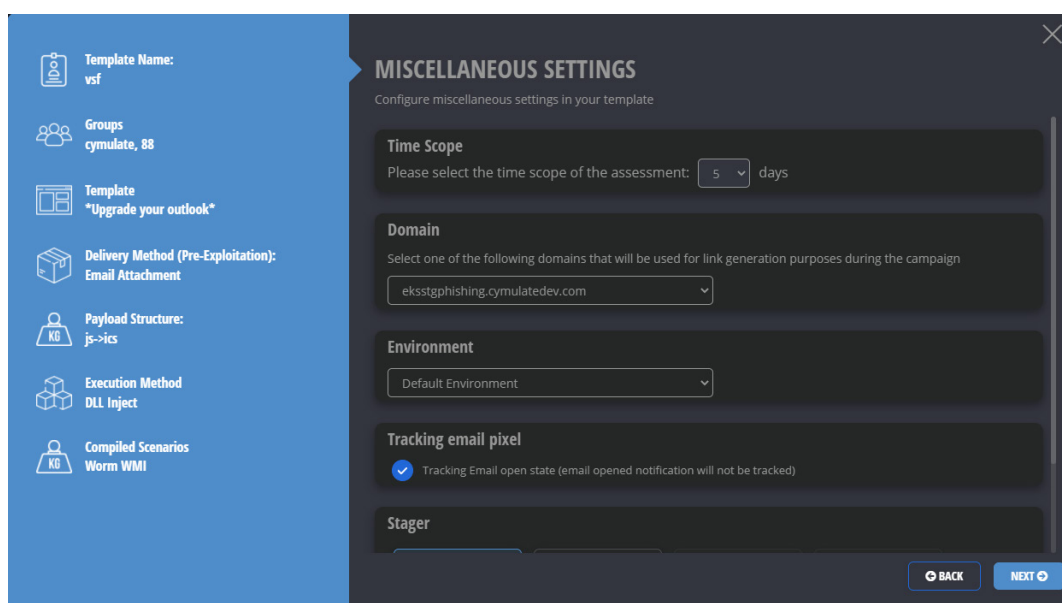 Template Name:
vsf
Groups
cymulate, 88
Template
*Upgrade your outlook*
Delivery Method (Pre-Exploitation):
Email Attachment
KG
Payload Structure:
js->ics
Execution Method
DLL Inject
KG
Compiled Scenarios
Worm WMI
MISCELLANEOUS SETTINGS
Configure miscellaneous settings in your template
Time Scope
Please select the time scope of the assessment: 5 days
Domain
Select one of the following domains that will be used for link generation purposes during the campaign
eksstgphishing.cymulatedev.com
Environment
Default Environment
Tracking email pixel
Tracking Email open state (email opened notification will not be tracked)
Stager
BACK
NEXT